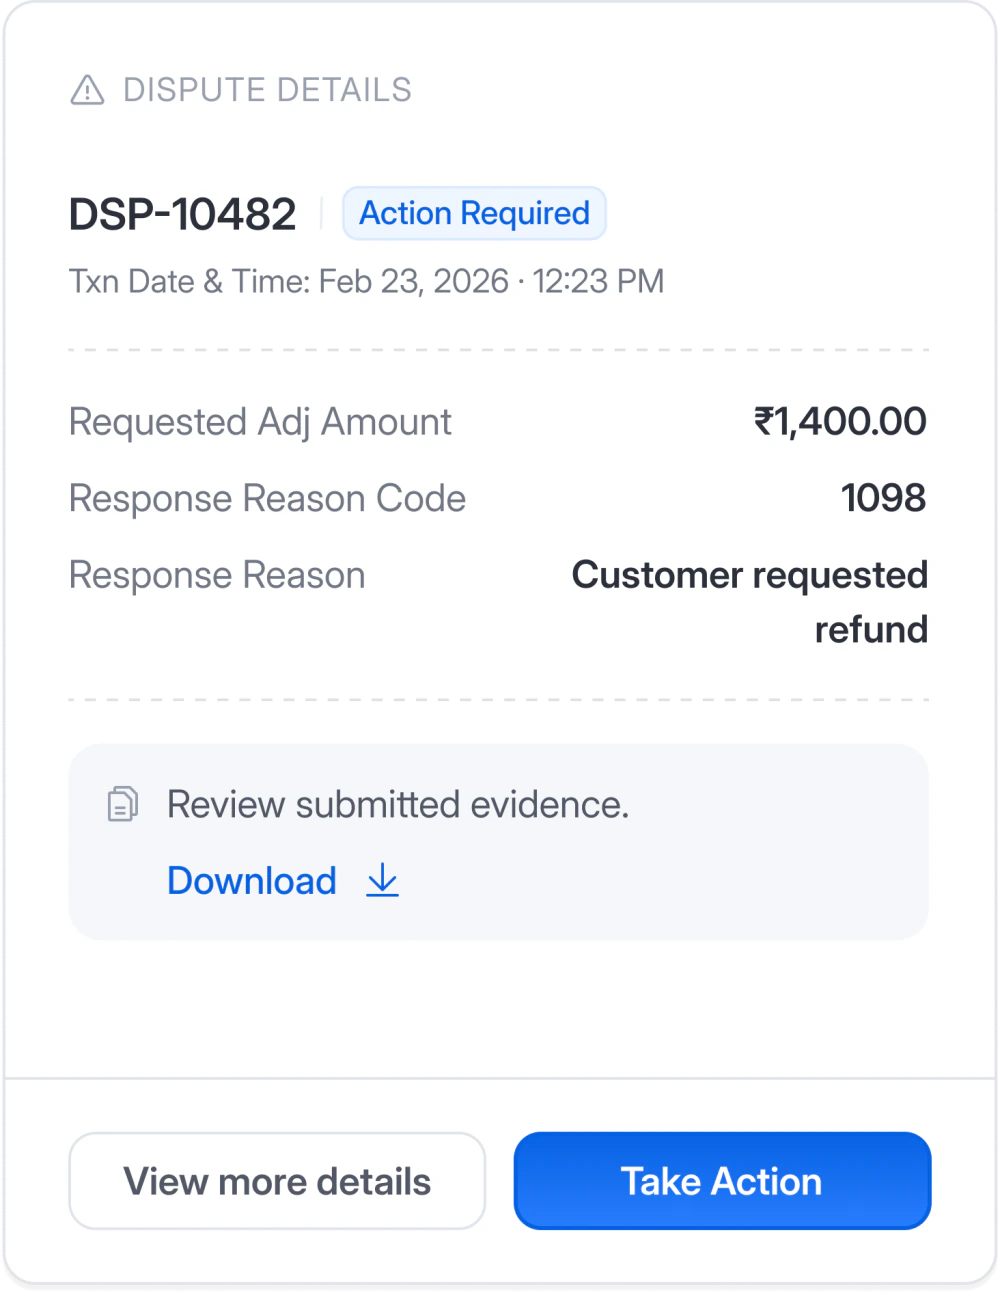 DISPUTE DETAILS
DSP-10482 Action Required
Txn Date & Time: Feb 23, 2026 · 12:23 PM
Requested Adj Amount ₹1,400.00
Response Reason Code 1098
Response Reason Customer requested
refund
Review submitted evidence.
Download
View more details Take Action